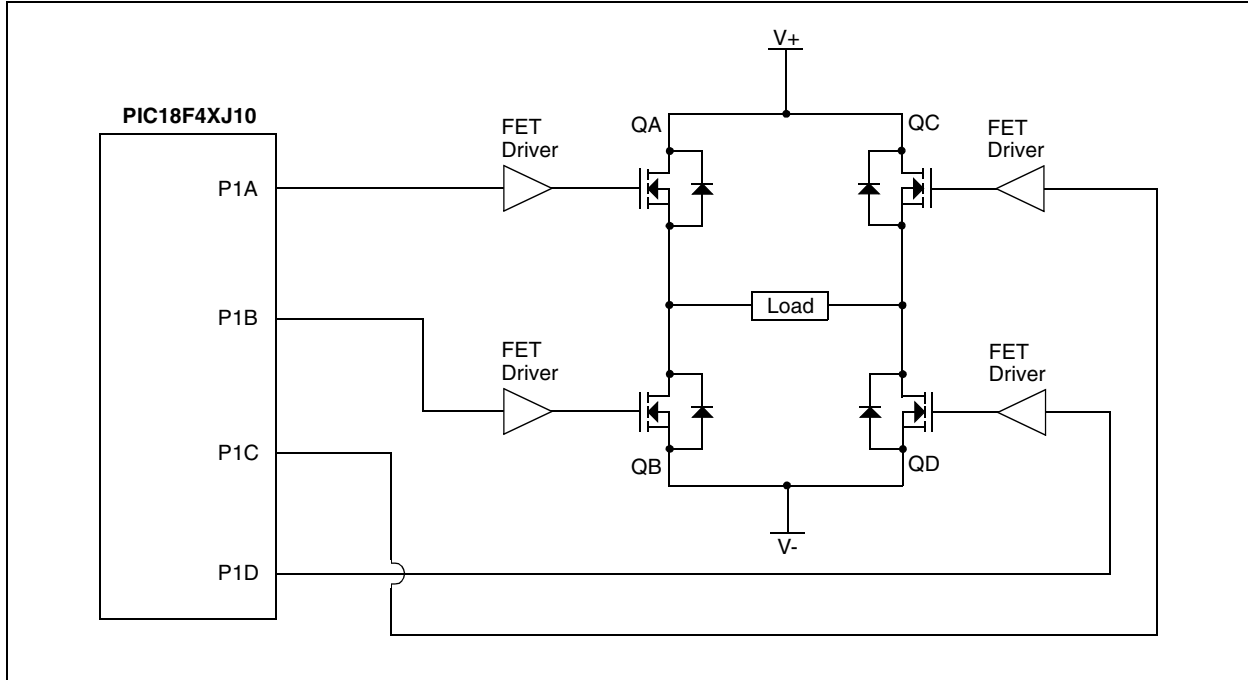 V+
PIC18F4XJ10
QA
FET
Driver
QC
FET
Driver
P1A
Load
P1B
FET
Driver
FET
Driver
P1C
QB
QD
V-
P1D